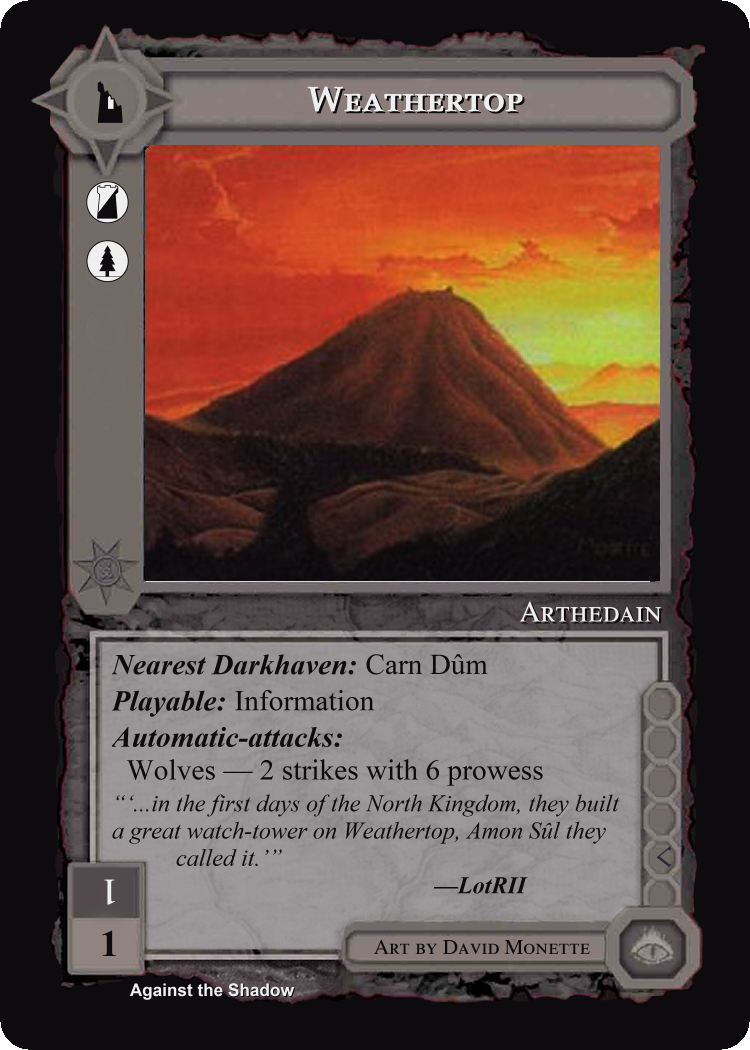 Weathertop
Arthedain
Nearest Darkhaven: Carn Dûm
Playable: Information
Automatic-attacks:
Wolves — 2 strikes with 6 prowess
“‘...in the first days of the North Kingdom, they built
a great watch-tower on Weathertop, Amon Sûl they
called it.’”
—LotRII
1
1
Art by David Monette
Against the Shadow